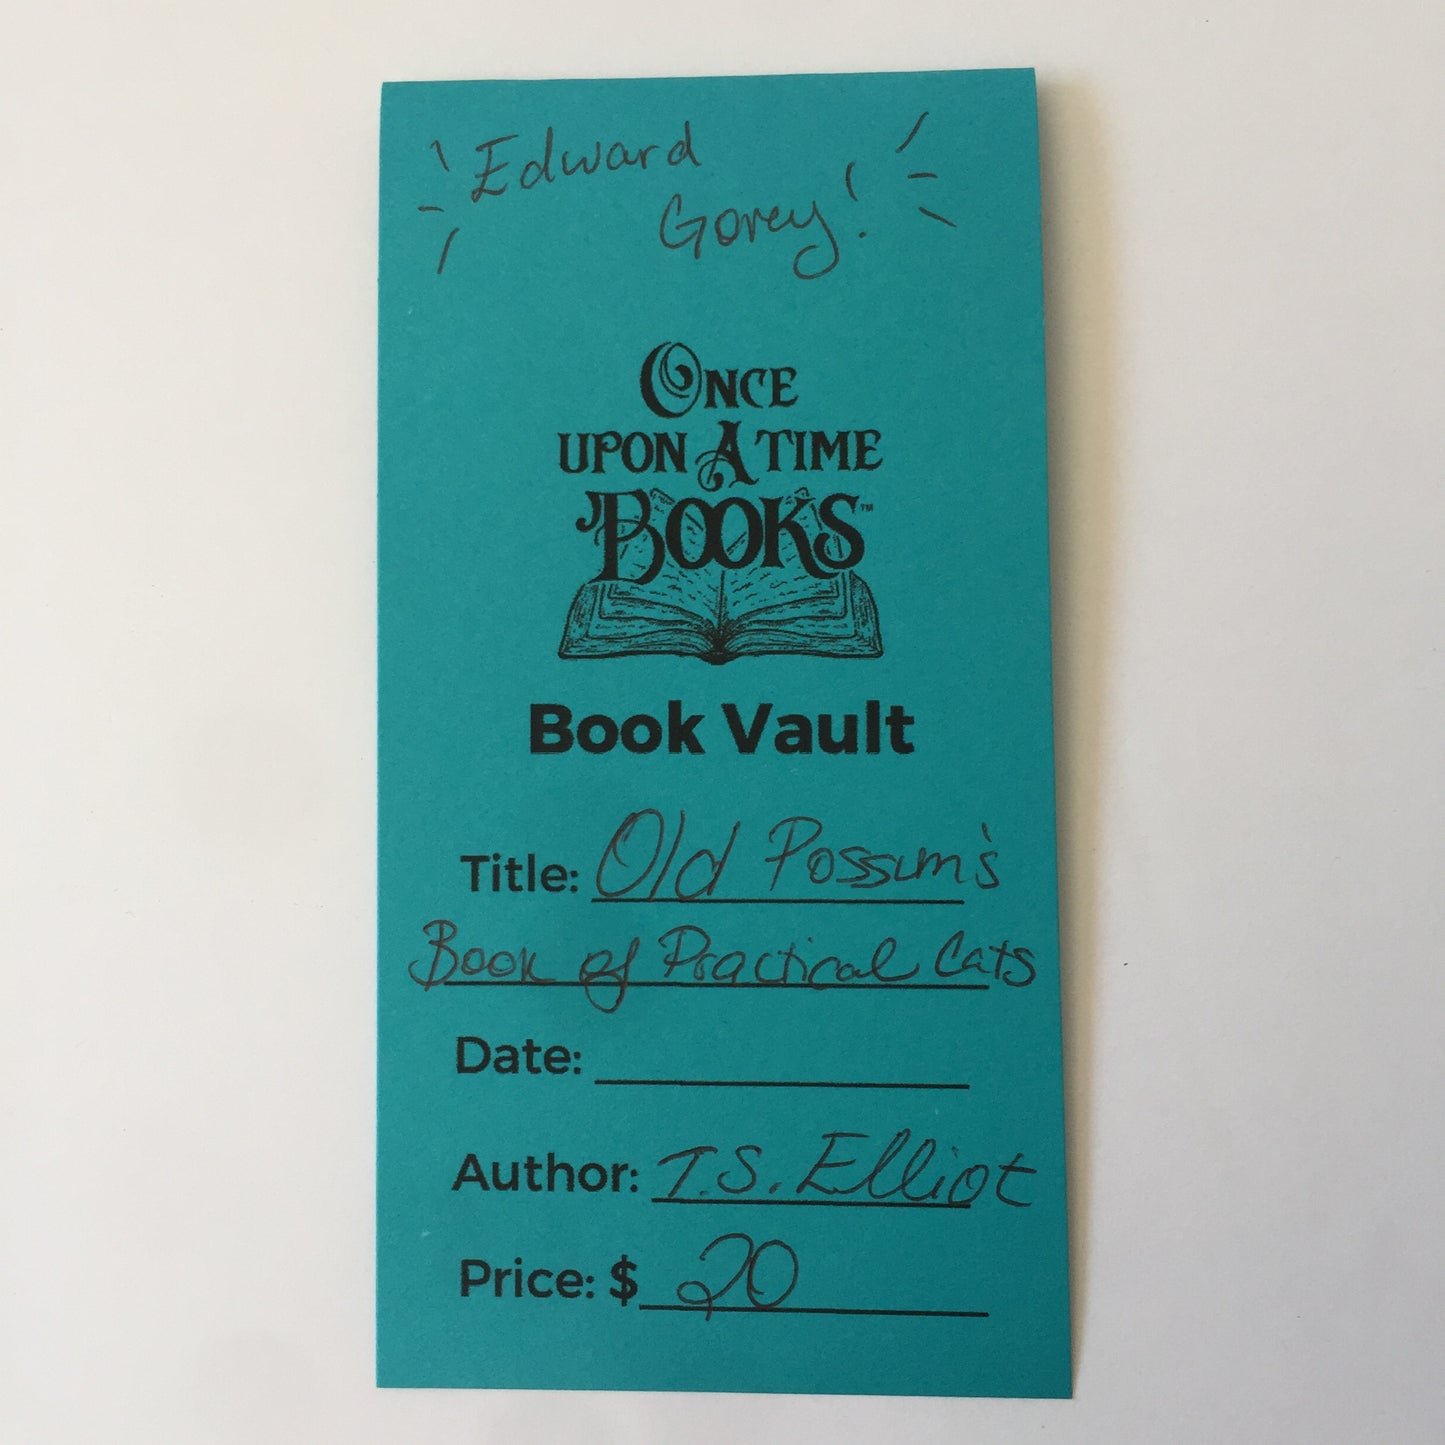 Edward
Gorey!
ONCE
UPON A TIME
BOOKS™
Book Vault
Title: Old Possum's
Book of Practical Cats
Date:
Author: T.S. Elliot
Price: $ 20